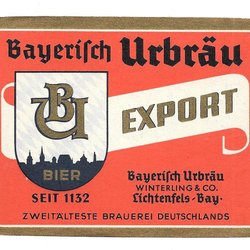 Bayerisch Urbräu
BU
EXPORT
BIER
SEIT 1132
Bayerisch Urbräu
WINTERLING & CO.
Lichtenfels-Bay.
ZWEITÄLTESTE BRAUEREI DEUTSCHLANDS